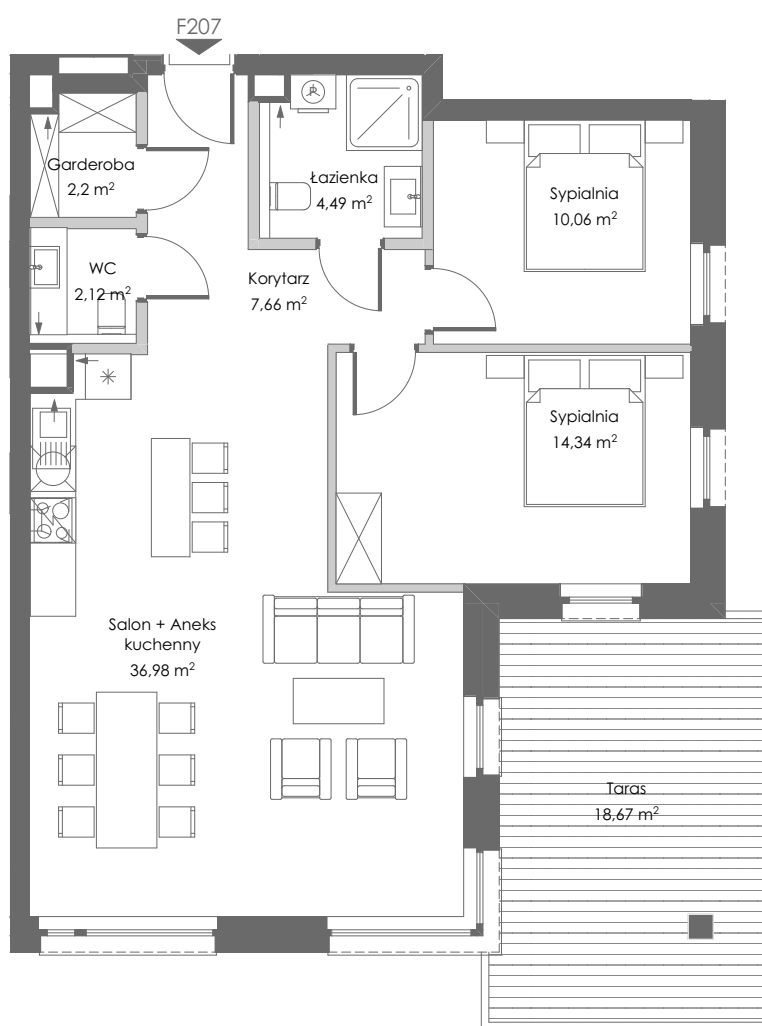 F207
Garderoba
2,2 m²
Łazienka
4,49 m²
Sypialnia
10,06 m²
WC
2,12 m²
Korytarz
7,66 m²
Sypialnia
14,34 m²
Salon + Aneks
kuchenny
36,98 m²
Taras
18,67 m²